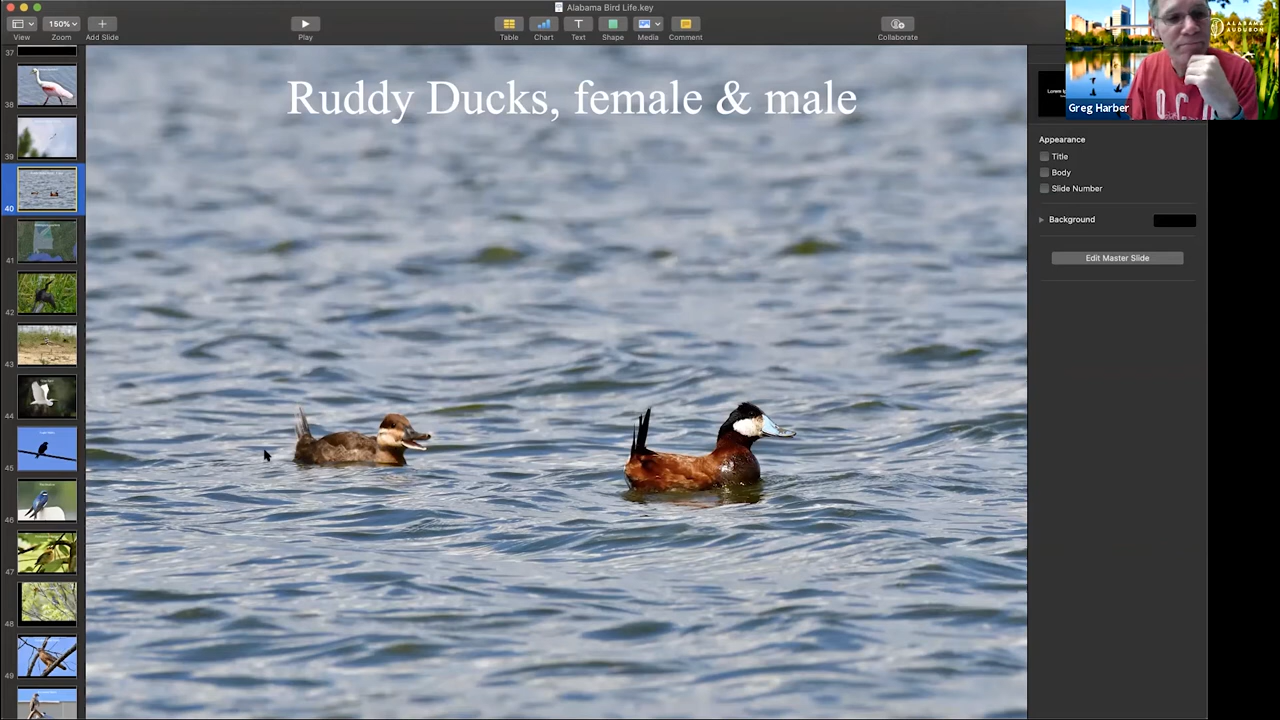 Alabama Bird Life.key
150%
View
Zoom
Add Slide
Play
Table
Chart
Text
Shape
Media
Comment
Collaborate
ALABAMA
AUDUBON
Greg Harber
37
38
39
40
41
42
43
44
45
46
47
48
49
Ruddy Ducks, female & male
Appearance
Title
Body
Slide Number
Background
Edit Master Slide